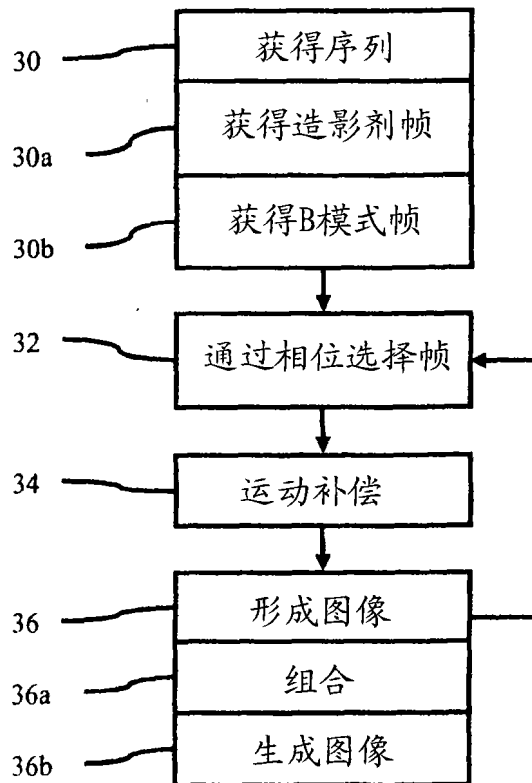 30 获得序列
30a 获得造影剂帧
30b 获得B模式帧
32 通过相位选择帧
34 运动补偿
36 形成图像
36a 组合
36b 生成图像